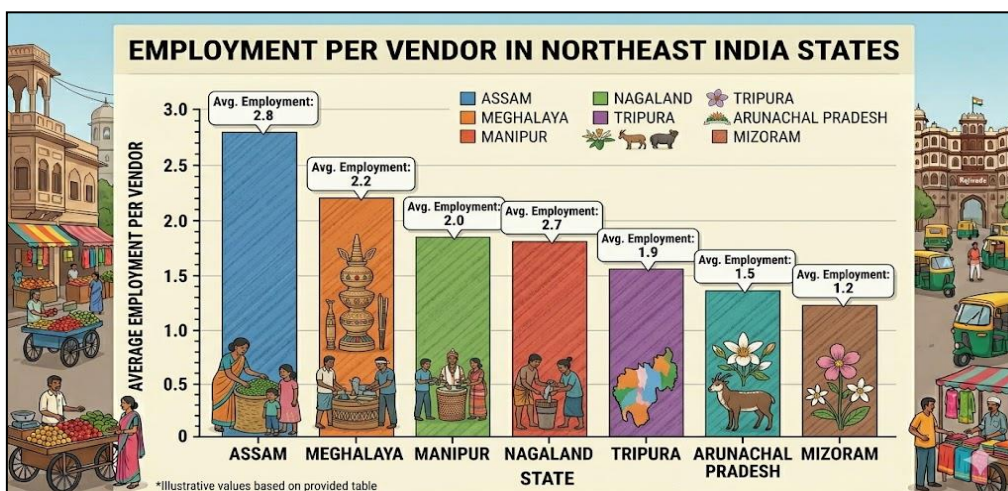 EMPLOYMENT PER VENDOR IN NORTHEAST INDIA STATES
ASSAM
MEGHALAYA
MANIPUR
NAGALAND
TRIPURA
TRIPURA
ARUNACHAL PRADESH
MIZORAM
AVERAGE EMPLOYMENT PER VENDOR
3.0
2.5
2.0
1.5
1.0
0.5
0
Avg. Employment:
2.8
Avg. Employment:
2.2
Avg. Employment:
2.0
Avg. Employment:
2.7
Avg. Employment:
1.9
Avg. Employment:
1.5
Avg. Employment:
1.2
ASSAM
MEGHALAYA
MANIPUR
NAGALAND
TRIPURA
ARUNACHAL
PRADESH
MIZORAM
STATE
*Illustrative values based on provided table